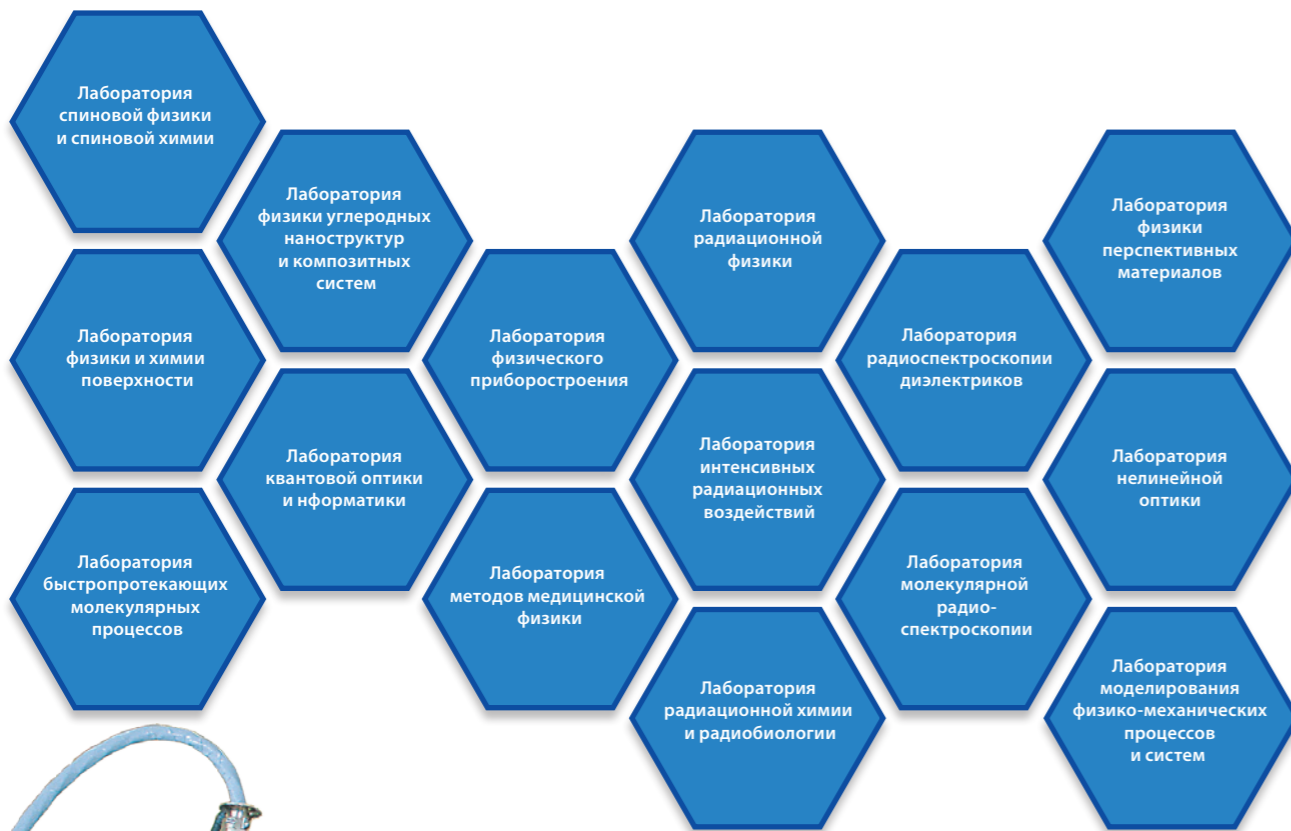 Лаборатория
спиновой физики
и спиновой химии
Лаборатория
физики углеродных
наноструктур
и композитных
систем
Лаборатория
радиационной
физики
Лаборатория
физики
перспективных
материалов
Лаборатория
физики и химии
поверхности
Лаборатория
физического
приборостроения
Лаборатория
радиоспектроскопии
диэлектриков
Лаборатория
квантовой оптики
и нформатики
Лаборатория
интенсивных
радиационных
воздействий
Лаборатория
нелинейной
оптики
Лаборатория
быстропротекающих
молекулярных
процессов
Лаборатория
методов медицинской
физики
Лаборатория
молекулярной
радио-
спектроскопии
Лаборатория
радиационной химии
и радиобиологии
Лаборатория
моделирования
физико-механических
процессов
и систем